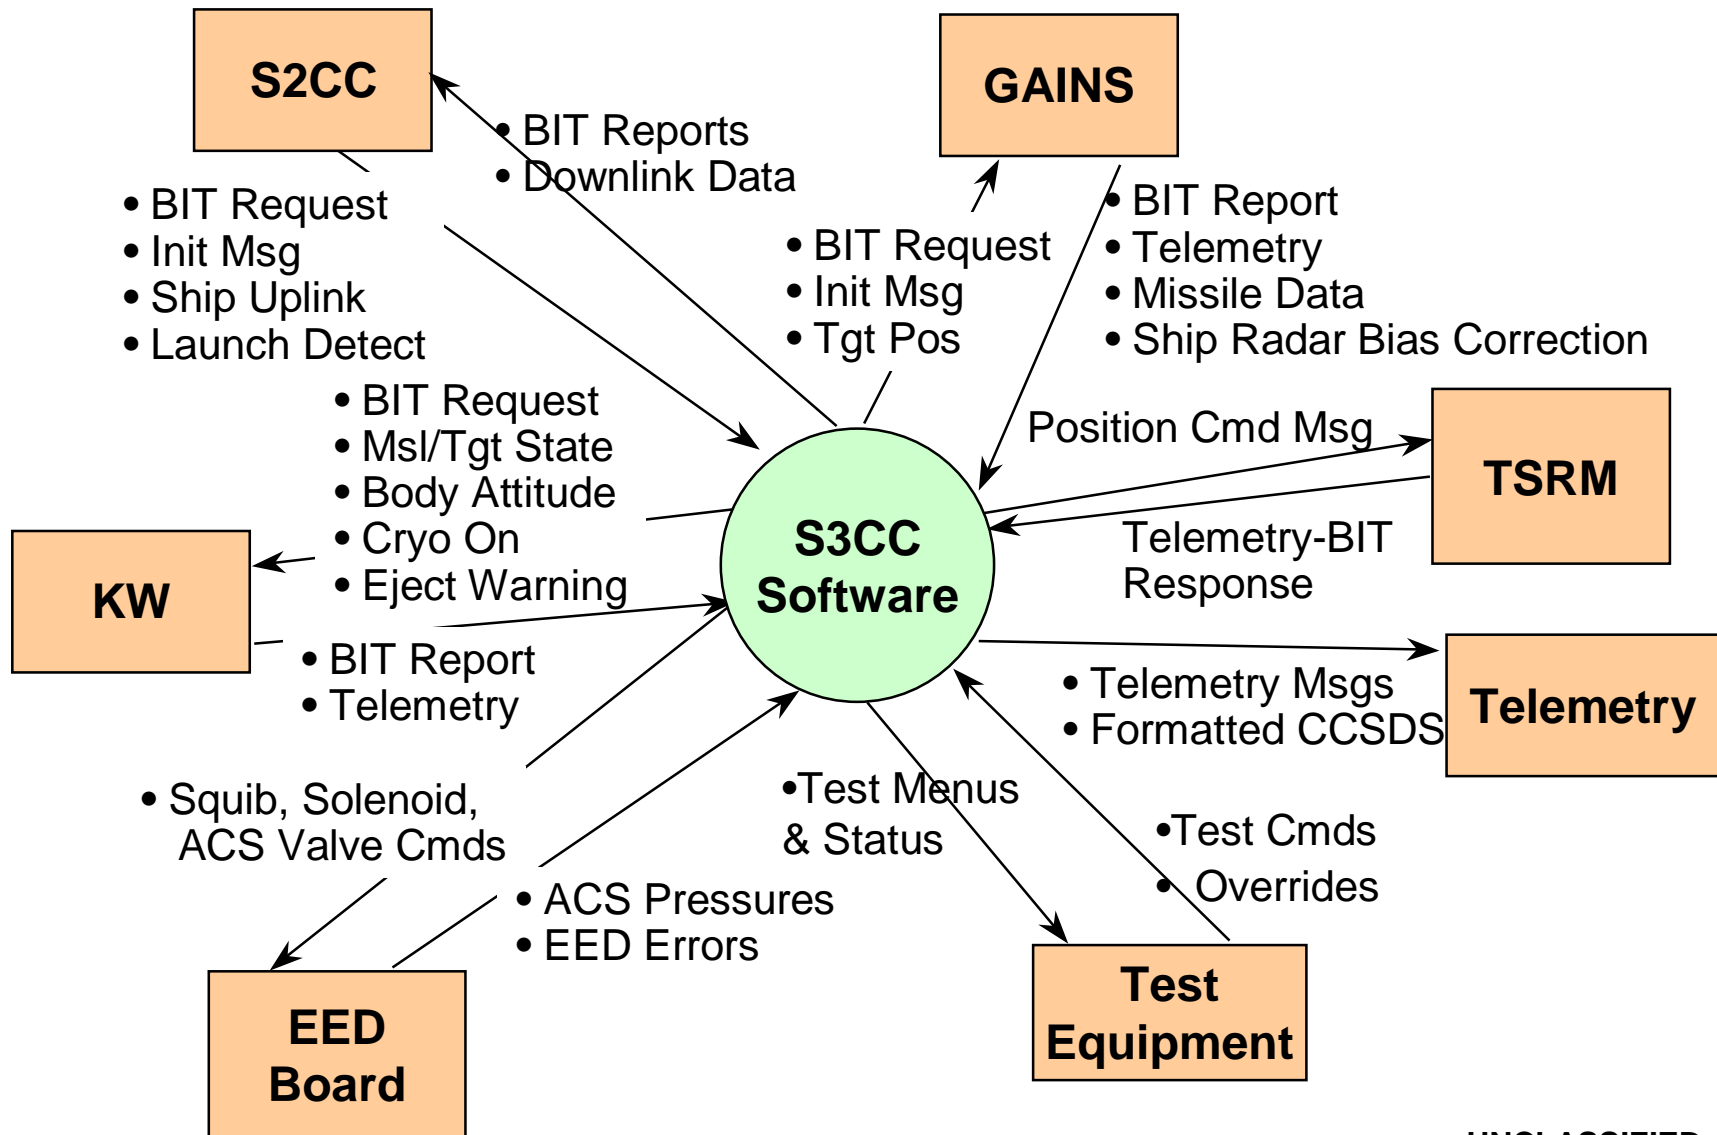 S2CC
GAINS
• BIT Reports
• Downlink Data
• BIT Request
• Init Msg
• Ship Uplink
• Launch Detect
• BIT Request
• Init Msg
• Tgt Pos
• BIT Report
• Telemetry
• Missile Data
• Ship Radar Bias Correction
• BIT Request
• Msl/Tgt State
• Body Attitude
• Cryo On
• Eject Warning
Position Cmd Msg
TSRM
S3CC
Software
Telemetry-BIT
Response
KW
• BIT Report
• Telemetry
• Telemetry Msgs
• Formatted CCSDS
Telemetry
• Squib, Solenoid,
ACS Valve Cmds
•Test Menus
& Status
•Test Cmds
• Overrides
• ACS Pressures
• EED Errors
EED
Board
Test
Equipment
UNCLASSIFIED